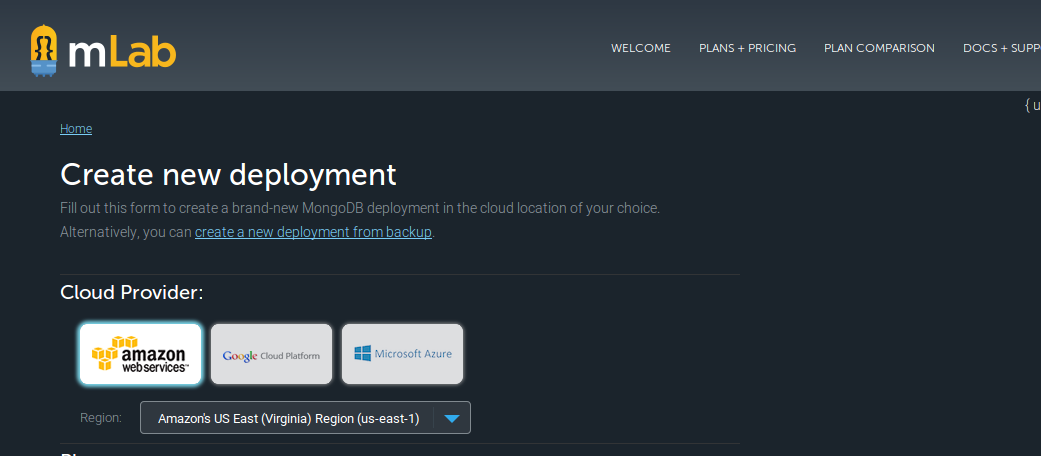 mLab
WELCOME PLANS + PRICING PLAN COMPARISON DOCS + SUPP
{ u
Home
Create new deployment
Fill out this form to create a brand-new MongoDB deployment in the cloud location of your choice.
Alternatively, you can create a new deployment from backup.
Cloud Provider:
amazon
webservices™
Google Cloud Platform
Microsoft Azure
Region: Amazon's US East (Virginia) Region (us-east-1)